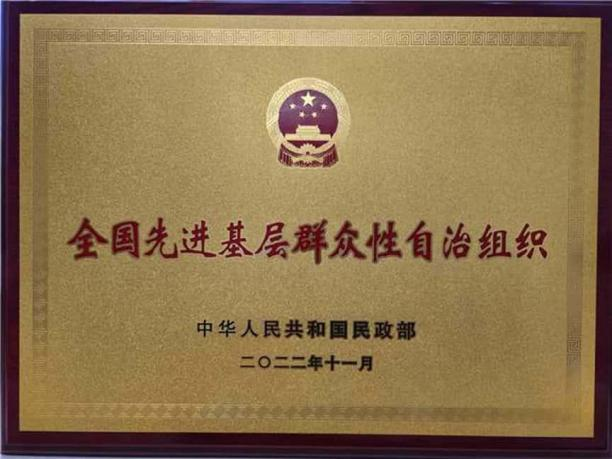 全国先进基层群众性自治组织
中华人民共和国民政部
二〇二二年十一月